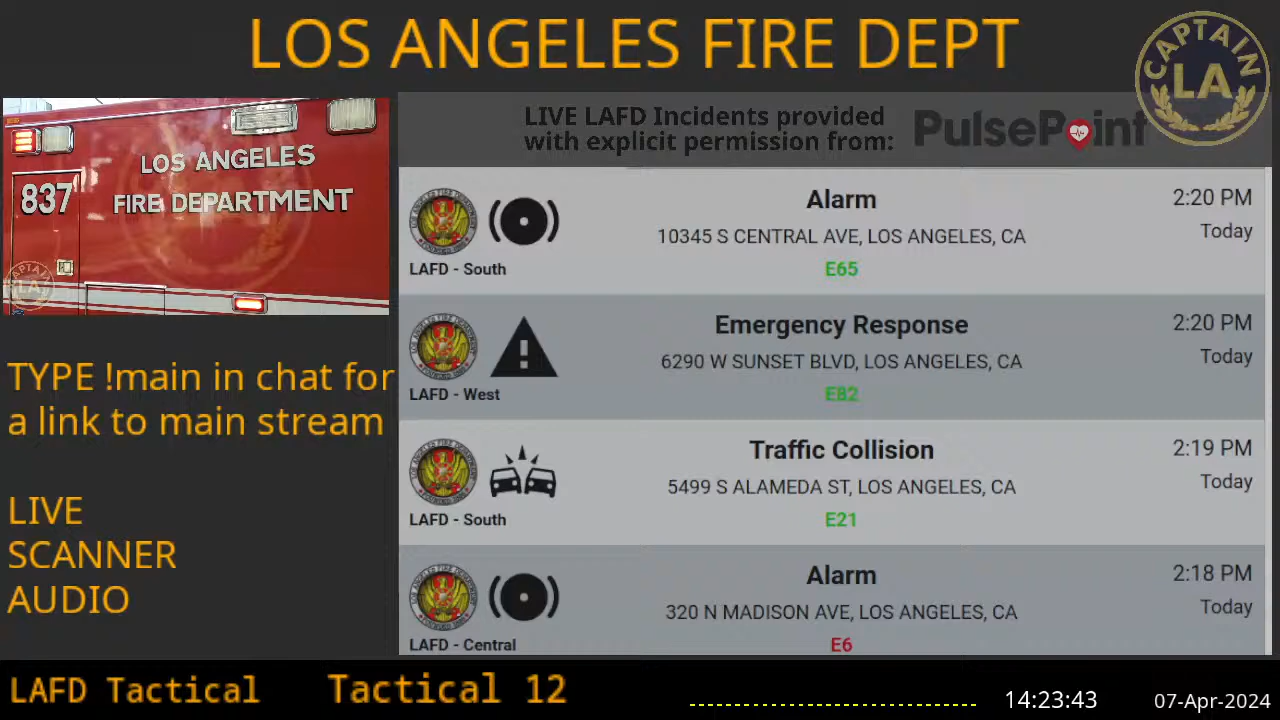 LOS ANGELES FIRE DEPT
CAPTAIN
LA
LIVE LAFD Incidents provided
with explicit permission from:
PulsePoint
LOS ANGELES
FIRE DEPARTMENT
837
CAPTAIN
LA
TYPE !main in chat for
a link to main stream
LIVE
SCANNER
AUDIO
Alarm
2:20 PM
10345 S CENTRAL AVE, LOS ANGELES, CA
Today
LAFD - South
E65
Emergency Response
2:20 PM
6290 W SUNSET BLVD, LOS ANGELES, CA
Today
LAFD - West
E82
Traffic Collision
2:19 PM
5499 S ALAMEDA ST, LOS ANGELES, CA
Today
LAFD - South
E21
Alarm
2:18 PM
320 N MADISON AVE, LOS ANGELES, CA
Today
LAFD - Central
E6
LAFD Tactical
Tactical 12
14:23:43
07-Apr-2024